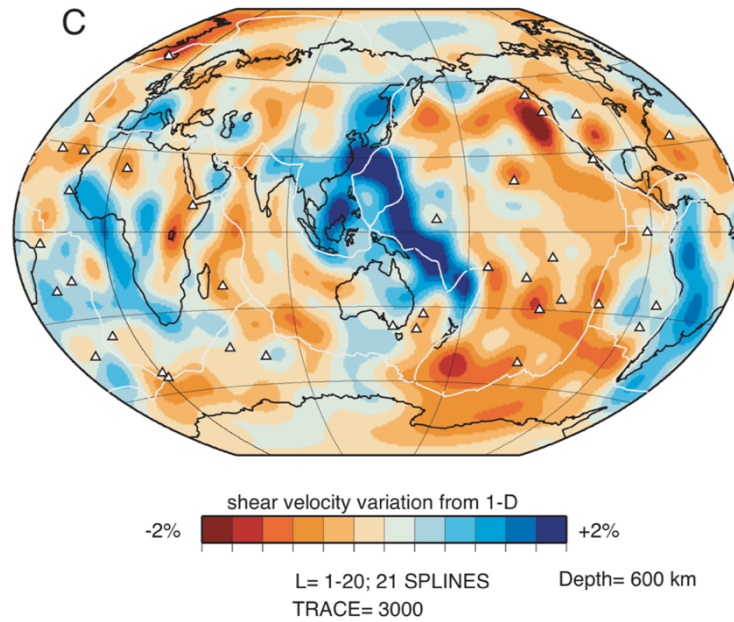 C
shear velocity variation from 1-D
-2% +2%
L= 1-20; 21 SPLINES Depth= 600 km
TRACE= 3000